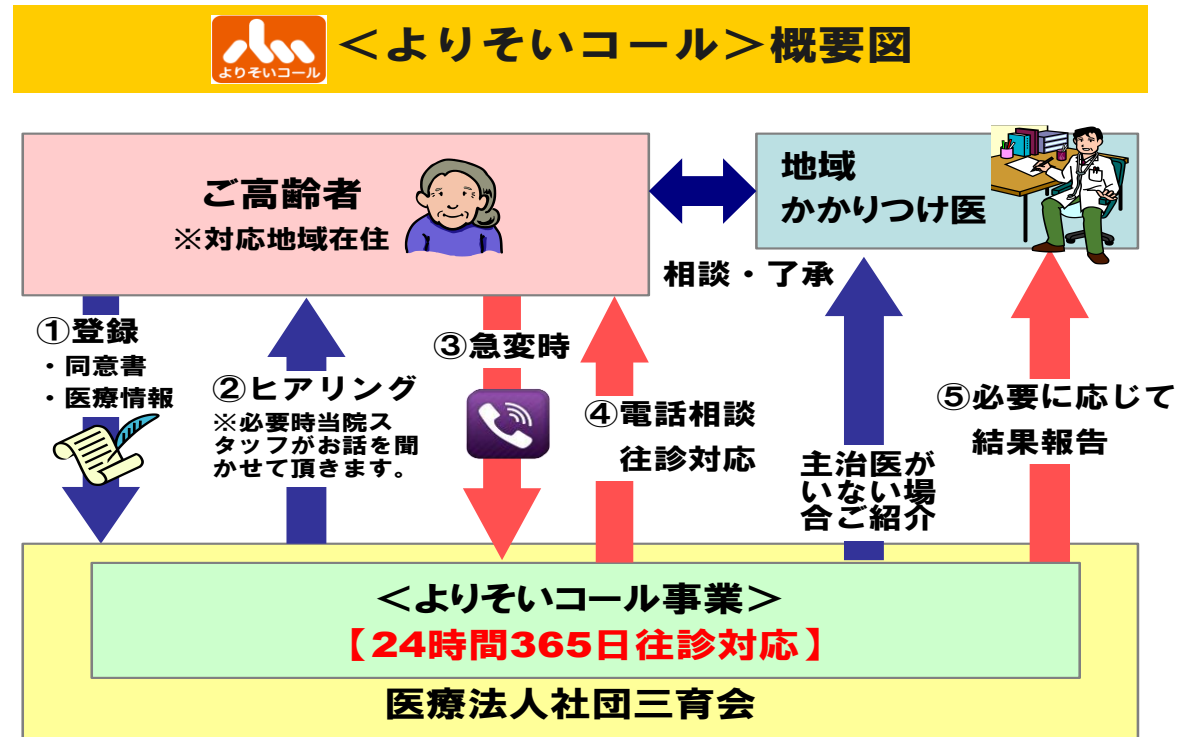 よりそいコール
＜よりそいコール＞概要図
ご高齢者
※対応地域在住
地域
かかりつけ医
相談・了承
①登録
・同意書
・医療情報
②ヒアリング
※必要時当院ス
タッフがお話を聞
かせて頂きます。
③急変時
④電話相談
往診対応
主治医が
いない場
合ご紹介
⑤必要に応じて
結果報告
＜よりそいコール事業＞
【24時間365日往診対応】
医療法人社団三育会